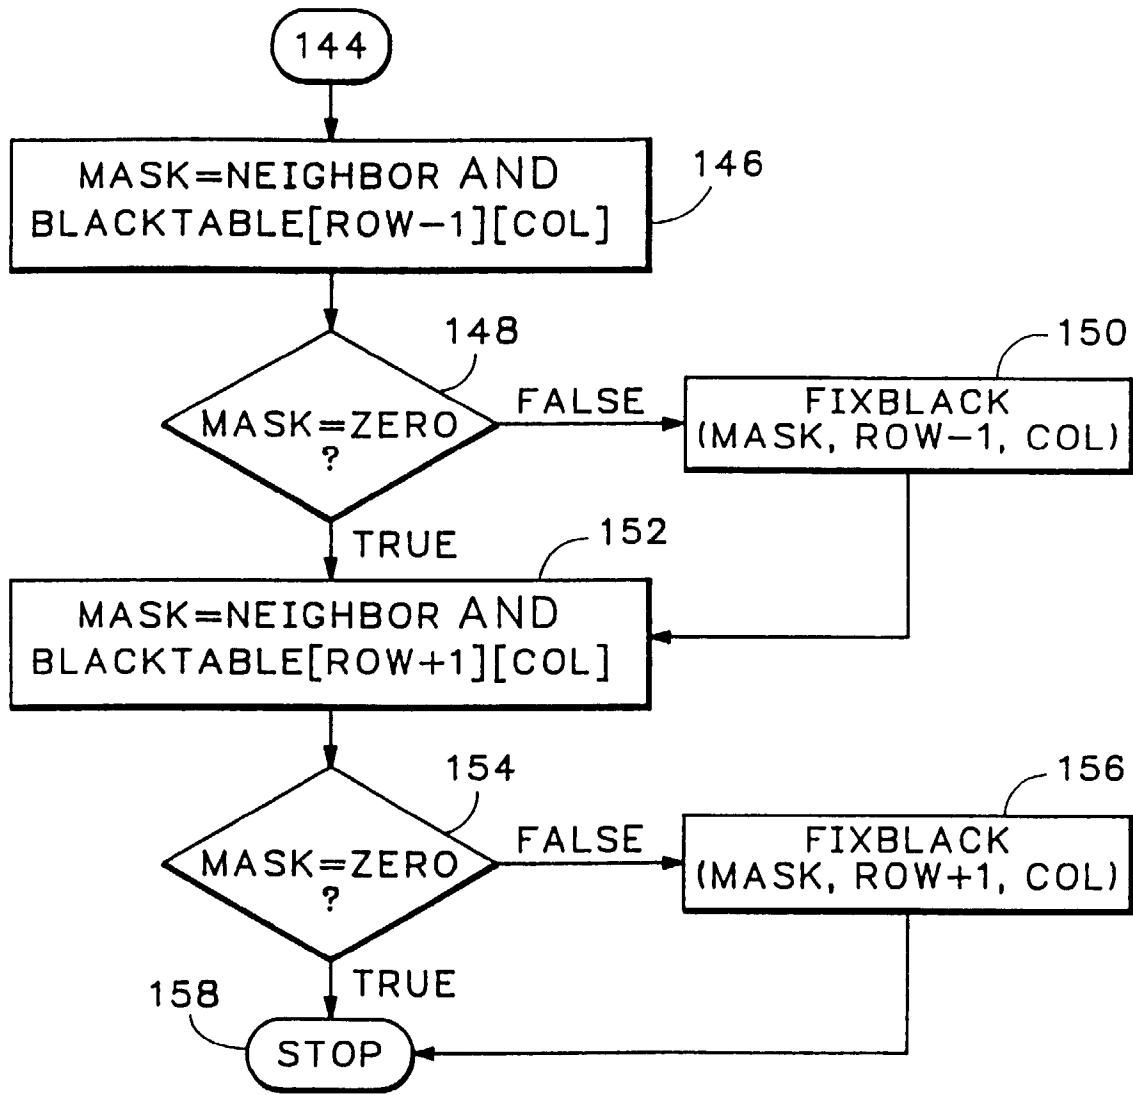 144
MASK=NEIGHBOR AND
BLACKTABLE[ROW-1][COL]
146
148
MASK=ZERO
?
FALSE
150
FIXBLACK
(MASK, ROW-1, COL)
TRUE
152
MASK=NEIGHBOR AND
BLACKTABLE[ROW+1][COL]
154
MASK=ZERO
?
FALSE
156
FIXBLACK
(MASK, ROW+1, COL)
TRUE
158
STOP